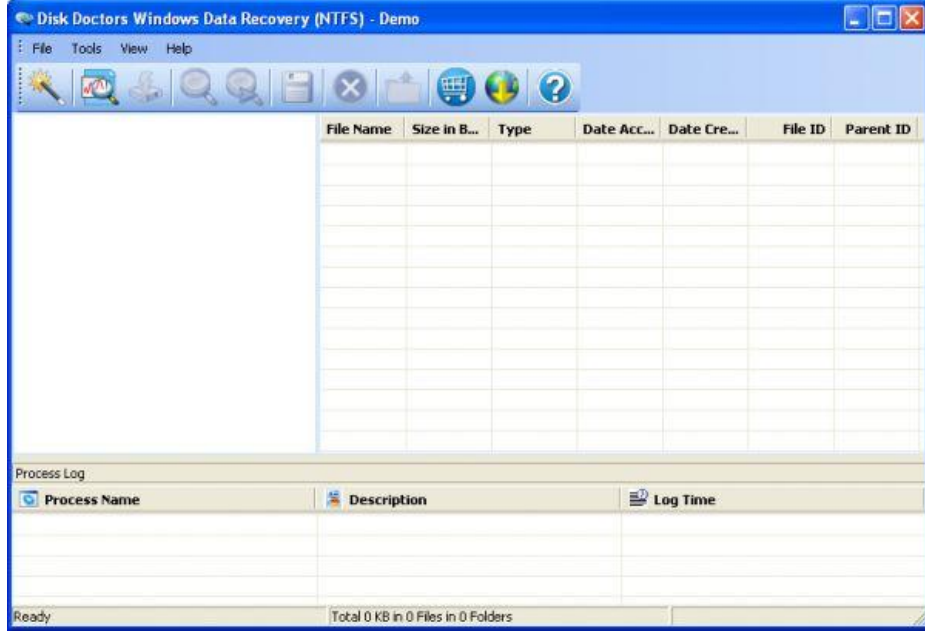 Disk Doctors Windows Data Recovery (NTFS) - Demo
File Tools View Help
File Name Size in B... Type Date Acc... Date Cre... File ID Parent ID
Process Log
Process Name Description Log Time
Ready Total 0 KB in 0 Files in 0 Folders